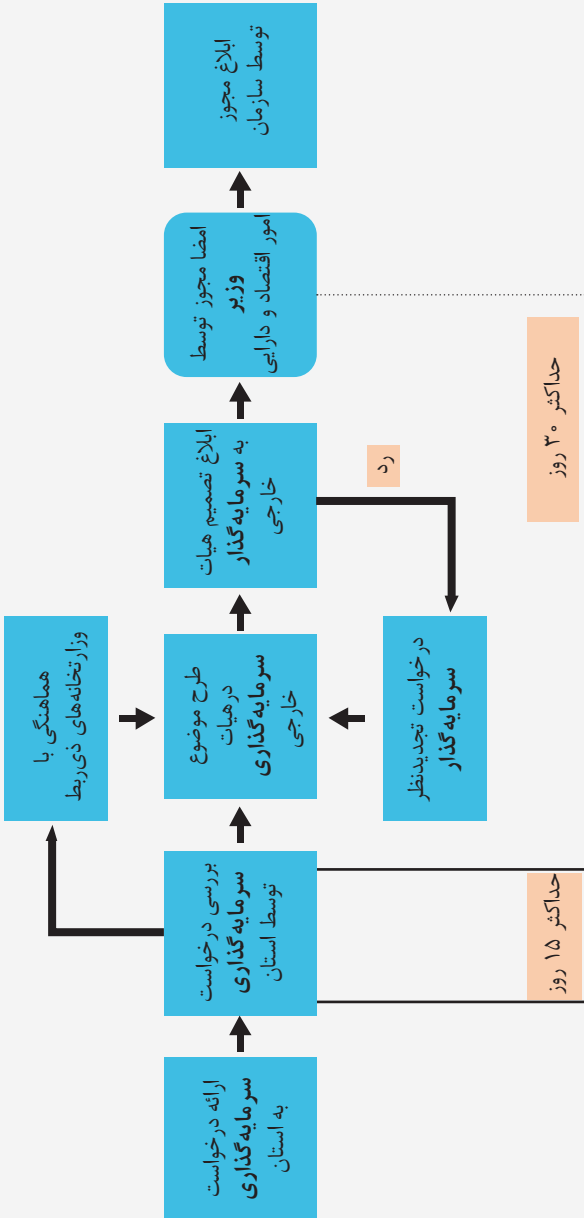 ارائه درخواست
سرمایه‌گذاری
به استان
بررسی درخواست
سرمایه‌گذاری
توسط استان
حداکثر ۱۵ روز
هماهنگی با
وزارتخانه‌های ذی‌ربط
طرح موضوع
درهیات
سرمایه‌گذاری
خارجی
درخواست تجدیدنظر
سرمایه‌گذار
ابلاغ تصمیم هیات
به سرمایه‌گذار
خارجی
رد
حداکثر ۳۰ روز
امضا مجوز توسط
وزیر
امور اقتصاد و دارایی
ابلاغ مجوز
توسط سازمان